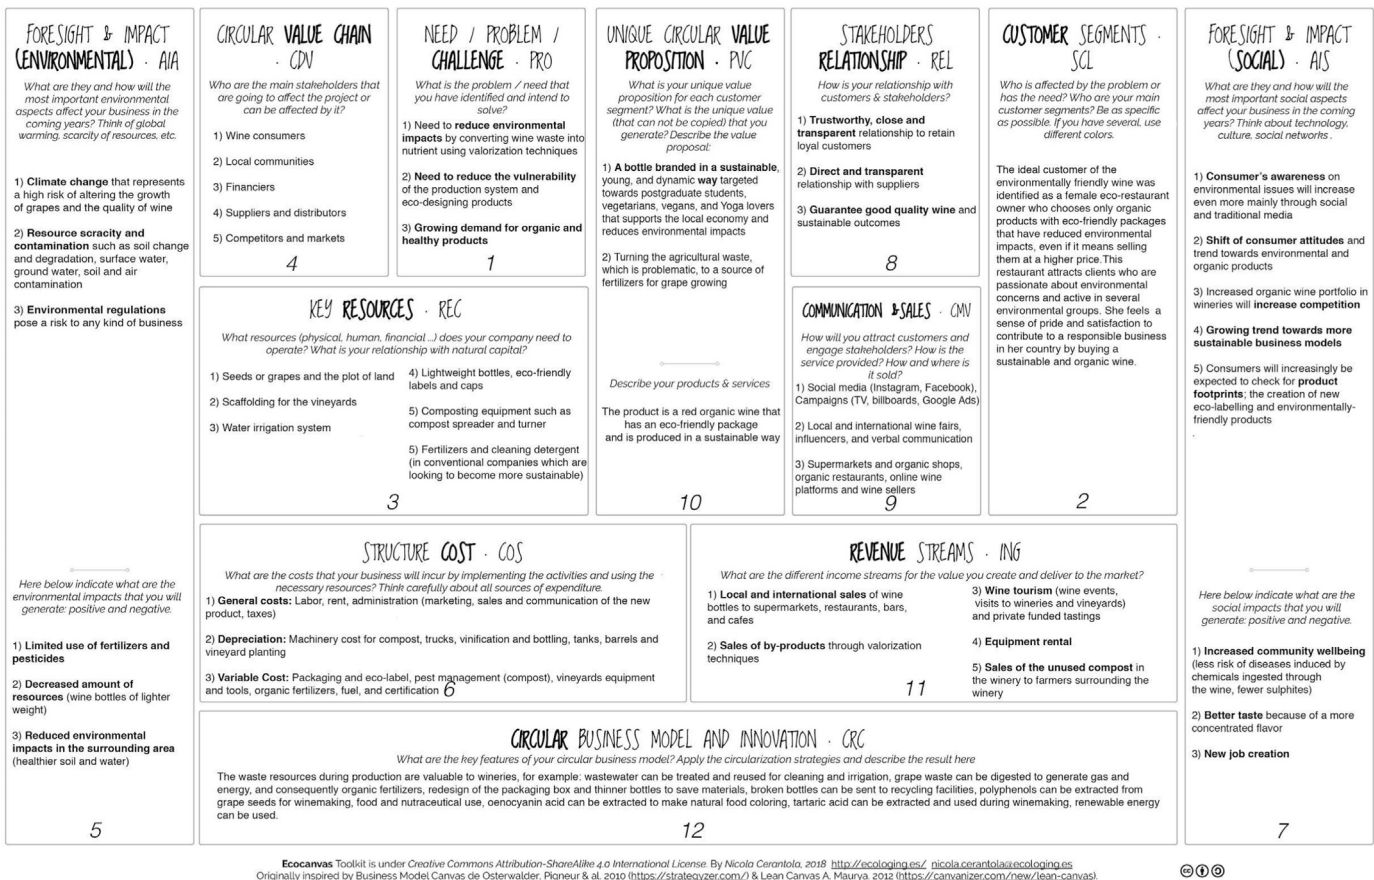 FORESIGHT & IMPACT
(ENVIRONMENTAL) · AIA
What are they and how will the
most important environmental
aspects affect your business in the
coming years? Think of global
warming, scarcity of resources, etc.
1) Climate change that represents
a high risk of altering the growth
of grapes and the quality of wine
2) Resource scracity and
contamination such as soil change
and degradation, surface water,
ground water, soil and air
contamination
3) Environmental regulations
pose a risk to any kind of business
Here below indicate what are the
environmental impacts that you will
generate: positive and negative.
1) Limited use of fertilizers and
pesticides
2) Decreased amount of
resources (wine bottles of lighter
weight)
3) Reduced environmental
impacts in the surrounding area
(healthier soil and water)
5
CIRCULAR VALUE CHAIN
· CDV
Who are the main stakeholders that
are going to affect the project or
can be affected by it?
1) Wine consumers
2) Local communities
3) Financiers
4) Suppliers and distributors
5) Competitors and markets
4
NEED / PROBLEM /
CHALLENGE · PRO
What is the problem / need that
you have identified and intend to
solve?
1) Need to reduce environmental
impacts by converting wine waste into
nutrient using valorization techniques
2) Need to reduce the vulnerability
of the production system and
eco-designing products
3) Growing demand for organic and
healthy products
1
KEY RESOURCES · REC
What resources (physical, human, financial ...) does your company need to
operate? What is your relationship with natural capital?
1) Seeds or grapes and the plot of land
2) Scaffolding for the vineyards
3) Water irrigation system
4) Lightweight bottles, eco-friendly
labels and caps
5) Composting equipment such as
compost spreader and turner
5) Fertilizers and cleaning detergent
(in conventional companies which are
looking to become more sustainable)
3
UNIQUE CIRCULAR VALUE
PROPOSITION · PVC
What is your unique value
proposition for each customer
segment? What is the unique value
(that can not be copied) that you
generate? Describe the value
proposal:
1) A bottle branded in a sustainable,
young, and dynamic way targeted
towards postgraduate students,
vegetarians, vegans, and Yoga lovers
that supports the local economy and
reduces environmental impacts
2) Turning the agricultural waste,
which is problematic, to a source of
fertilizers for grape growing
Describe your products & services
The product is a red organic wine that
has an eco-friendly package
and is produced in a sustainable way
10
STAKEHOLDERS
RELATIONSHIP · REL
How is your relationship with
customers & stakeholders?
1) Trustworthy, close and
transparent relationship to retain
loyal customers
2) Direct and transparent
relationship with suppliers
3) Guarantee good quality wine and
sustainable outcomes
8
COMMUNICATION & SALES · CMV
How will you attract customers and
engage stakeholders? How is the
service provided? How and where is
it sold?
1) Social media (Instagram, Facebook),
Campaigns (TV, billboards, Google Ads)
2) Local and international wine fairs,
influencers, and verbal communication
3) Supermarkets and organic shops,
organic restaurants, online wine
platforms and wine sellers
9
CUSTOMER SEGMENTS ·
SCL
Who is affected by the problem or
has the need? Who are your main
customer segments? Be as specific
as possible. If you have several, use
different colors.
The ideal customer of the
environmentally friendly wine was
identified as a female eco-restaurant
owner who chooses only organic
products with eco-friendly packages
that have reduced environmental
impacts, even if it means selling
them at a higher price.This
restaurant attracts clients who are
passionate about environmental
concerns and active in several
environmental groups. She feels a
sense of pride and satisfaction to
contribute to a responsible business
in her country by buying a
sustainable and organic wine.
2
FORESIGHT & IMPACT
(SOCIAL) · AIS
What are they and how will the
most important social aspects
affect your business in the coming
years? Think about technology,
culture, social networks .
1) Consumer's awareness on
environmental issues will increase
even more mainly through social
and traditional media
2) Shift of consumer attitudes and
trend towards environmental and
organic products
3) Increased organic wine portfolio in
wineries will increase competition
4) Growing trend towards more
sustainable business models
5) Consumers will increasingly be
expected to check for product
footprints; the creation of new
eco-labelling and environmentally-
friendly products
.
Here below indicate what are the
social impacts that you will
generate: positive and negative.
1) Increased community wellbeing
(less risk of diseases induced by
chemicals ingested through
the wine, fewer sulphites)
2) Better taste because of a more
concentrated flavor
3) New job creation
7
STRUCTURE COST · COS
What are the costs that your business will incur by implementing the activities and using the
necessary resources? Think carefully about all sources of expenditure.
1) General costs: Labor, rent, administration (marketing, sales and communication of the new
product, taxes)
2) Depreciation: Machinery cost for compost, trucks, vinification and bottling, tanks, barrels and
vineyard planting
3) Variable Cost: Packaging and eco-label, pest management (compost), vineyards equipment
and tools, organic fertilizers, fuel, and certification
6
REVENUE STREAMS · ING
What are the different income streams for the value you create and deliver to the market?
1) Local and international sales of wine
bottles to supermarkets, restaurants, bars,
and cafes
2) Sales of by-products through valorization
techniques
3) Wine tourism (wine events,
visits to wineries and vineyards)
and private funded tastings
4) Equipment rental
5) Sales of the unused compost in
the winery to farmers surrounding the
winery
11
CIRCULAR BUSINESS MODEL AND INNOVATION · CRC
What are the key features of your circular business model? Apply the circularization strategies and describe the result here
The waste resources during production are valuable to wineries, for example: wastewater can be treated and reused for cleaning and irrigation, grape waste can be digested to generate gas and
energy, and consequently organic fertilizers, redesign of the packaging box and thinner bottles to save materials, broken bottles can be sent to recycling facilities, polyphenols can be extracted from
grape seeds for winemaking, food and nutraceutical use, oenocyanin acid can be extracted to make natural food coloring, tartaric acid can be extracted and used during winemaking, renewable energy
can be used.
12
Ecocanvas Toolkit is under Creative Commons Attribution-ShareAlike 4.0 International License. By Nicola Cerantola, 2018 http://ecologing.es/ nicola.cerantola@ecologing.es
Originally inspired by Business Model Canvas de Osterwalder, Pigneur & al. 2010 (https://strategyzer.com/) & Lean Canvas A. Maurya. 2012 (https://canvanizer.com/new/lean-canvas).